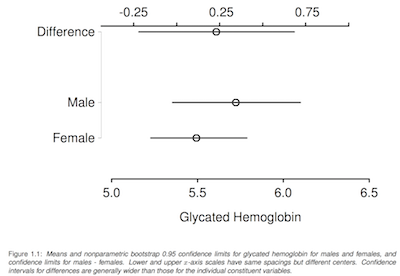 -0.25 0.25 0.75
Difference
Male
Female
5.0 5.5 6.0 6.5
Glycated Hemoglobin
Figure 1.1: Means and nonparametric bootstrap 0.95 confidence limits for glycated hemoglobin for males and females, and
confidence limits for males - females. Lower and upper x-axis scales have same spacings but different centers. Confidence
intervals for differences are generally wider than those for the individual constituent variables.